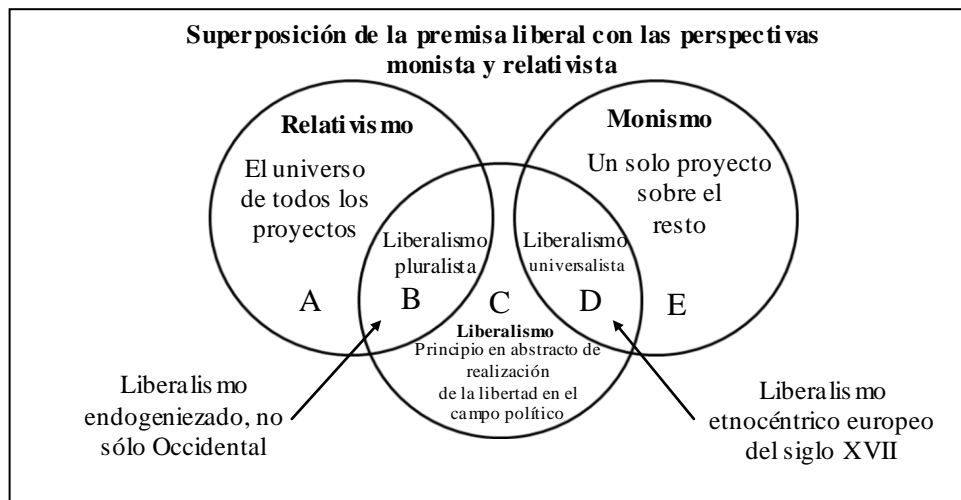 Superposición de la premisa liberal con las perspectivas
monista y relativista
Relativismo
El universo
de todos los
proyectos
Monismo
Un solo proyecto
sobre el
resto
Liberalismo
pluralista
Liberalismo
universalista
A
B
C
D
E
Liberalismo
Principio en abstracto de
realización
de la libertad en el
campo político
Liberalismo
endogeniezado, no
sólo Occidental
Liberalismo
etnocéntrico europeo
del siglo XVII